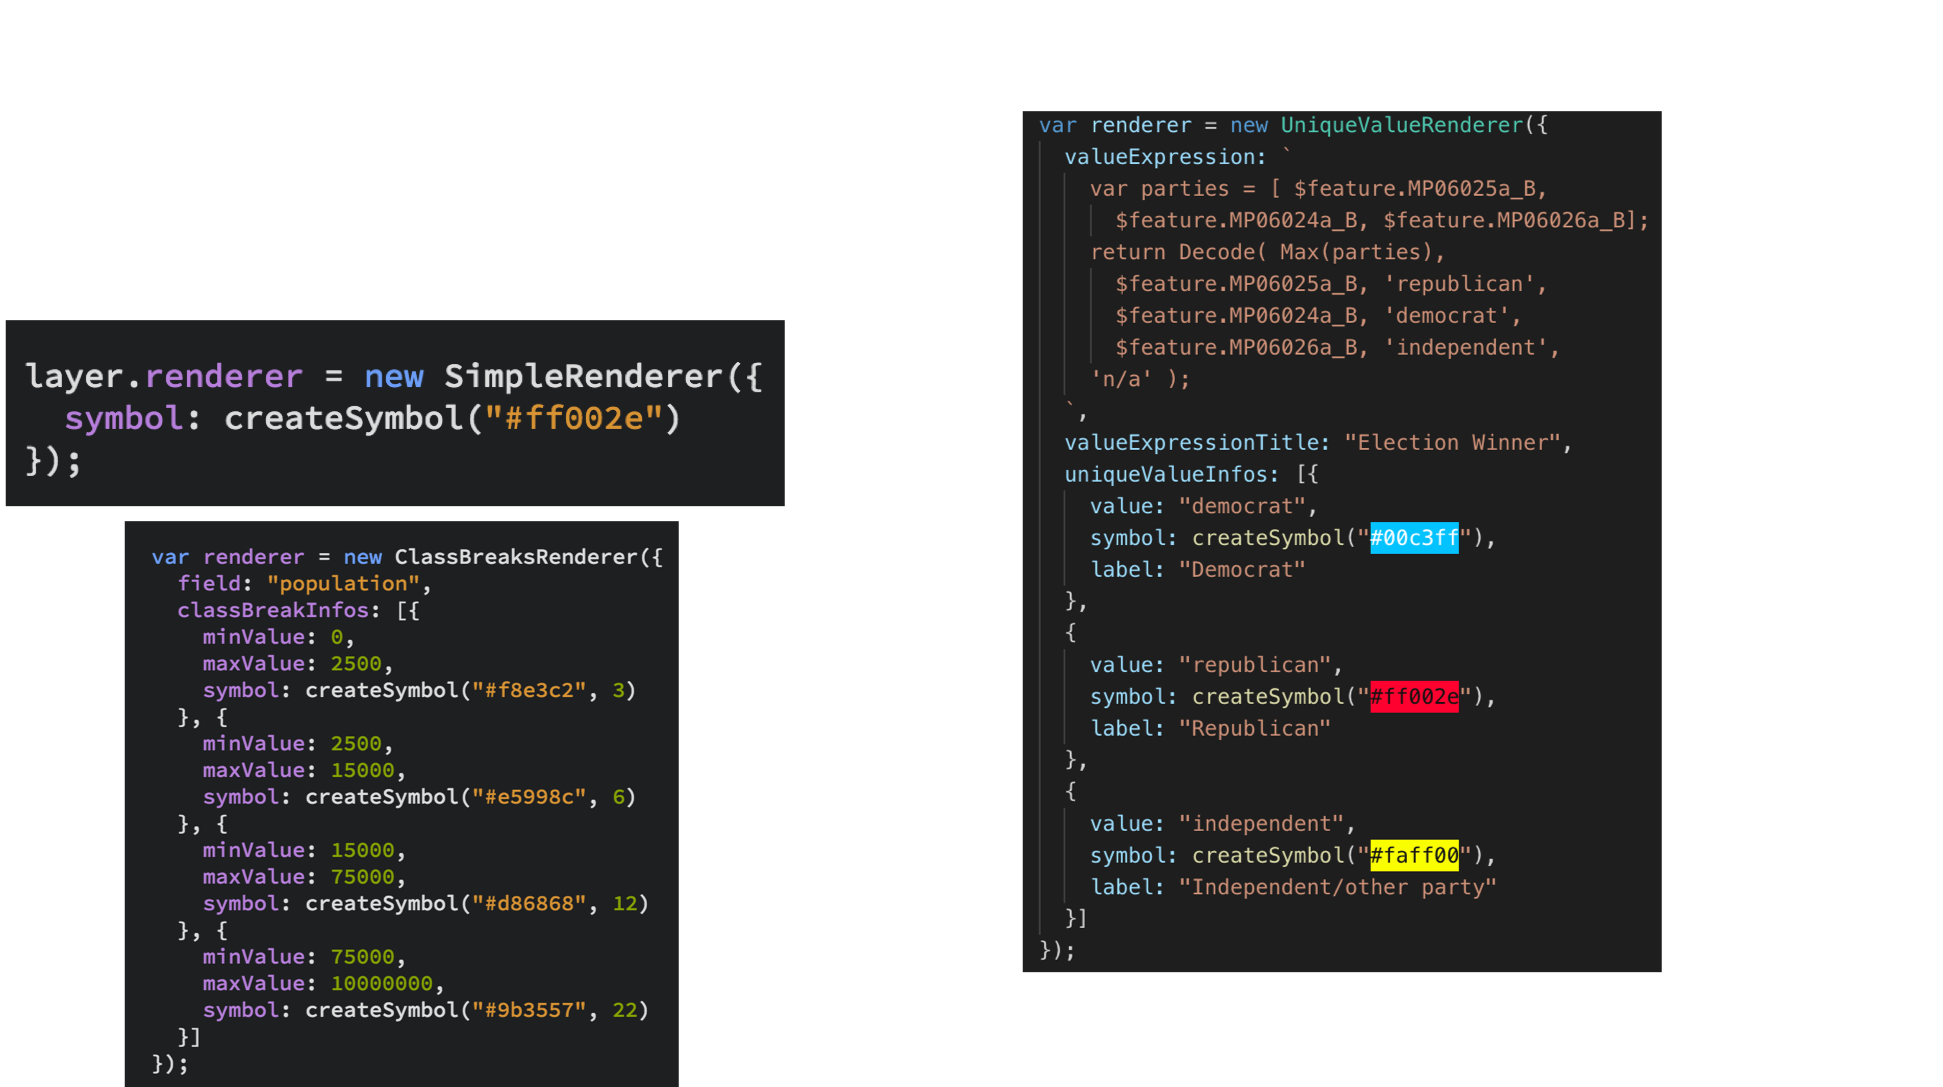 layer.renderer = new SimpleRenderer({
  symbol: createSymbol("#ff002e")
});
var renderer = new ClassBreaksRenderer({
  field: "population",
  classBreakInfos: [{
    minValue: 0,
    maxValue: 2500,
    symbol: createSymbol("#f8e3c2", 3)
  }, {
    minValue: 2500,
    maxValue: 15000,
    symbol: createSymbol("#e5998c", 6)
  }, {
    minValue: 15000,
    maxValue: 75000,
    symbol: createSymbol("#d86868", 12)
  }, {
    minValue: 75000,
    maxValue: 10000000,
    symbol: createSymbol("#9b3557", 22)
  }]
});
var renderer = new UniqueValueRenderer({
  valueExpression: `
    var parties = [ $feature.MP06025a_B,
      $feature.MP06024a_B, $feature.MP06026a_B];
    return Decode( Max(parties),
      $feature.MP06025a_B, 'republican',
      $feature.MP06024a_B, 'democrat',
      $feature.MP06026a_B, 'independent',
    'n/a' );
  `,
  valueExpressionTitle: "Election Winner",
  uniqueValueInfos: [{
    value: "democrat",
    symbol: createSymbol("#00c3ff"),
    label: "Democrat"
  },
  {
    value: "republican",
    symbol: createSymbol("#ff002e"),
    label: "Republican"
  },
  {
    value: "independent",
    symbol: createSymbol("#faff00"),
    label: "Independent/other party"
  }]
});